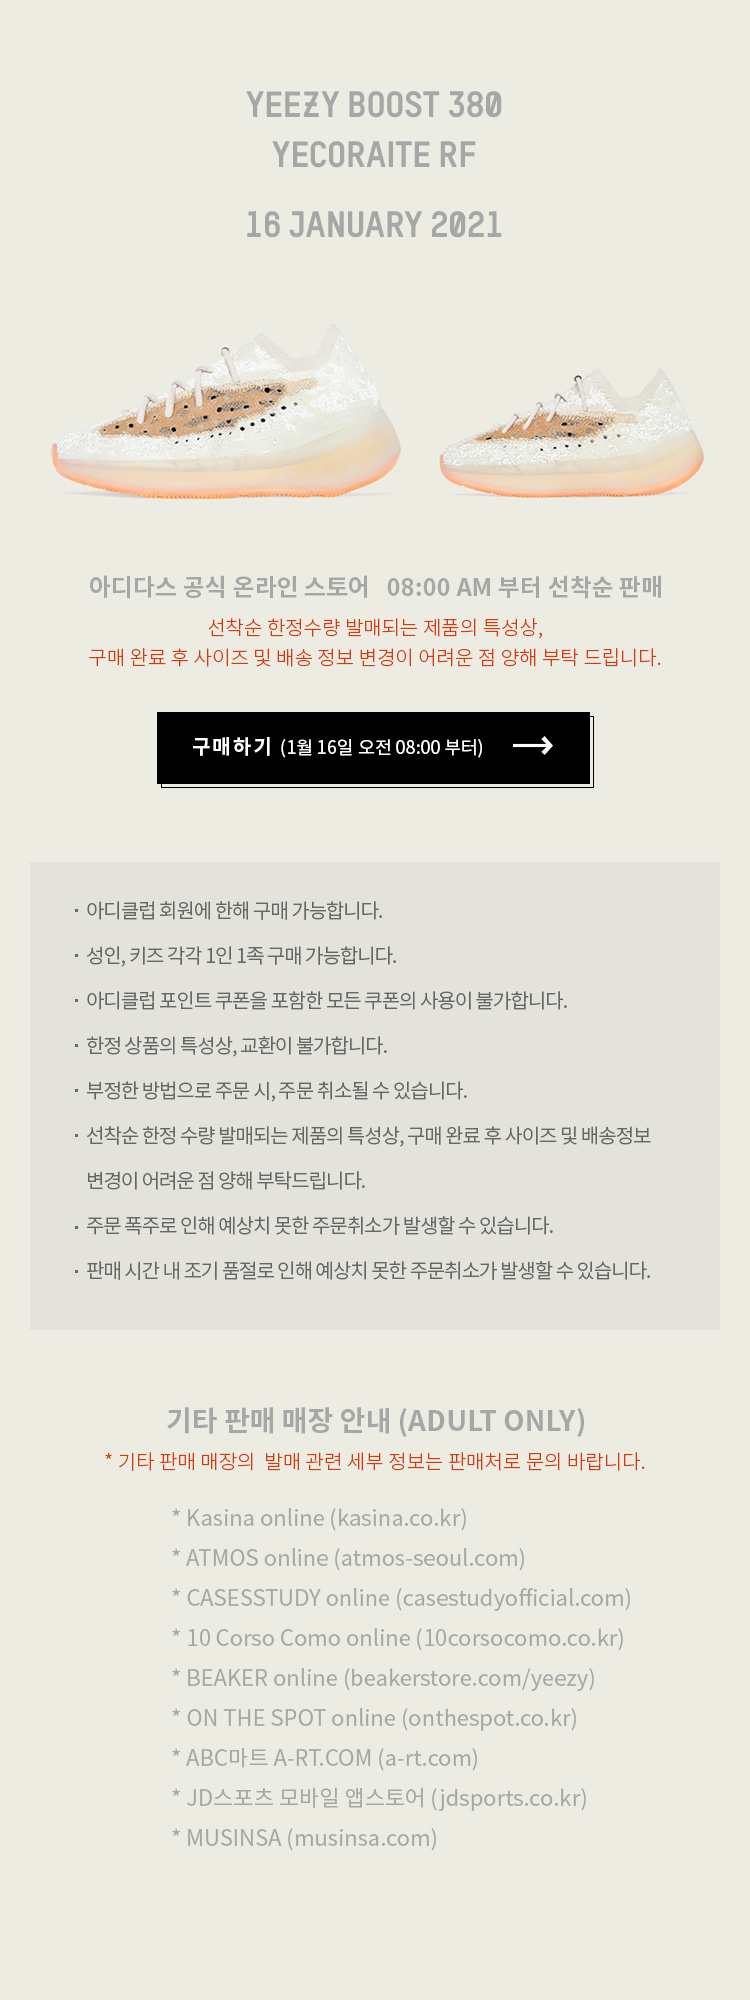 YEEZY BOOST 380
YECORAITE RF
16 JANUARY 2021
아디다스 공식 온라인 스토어 08:00 AM 부터 선착순 판매
선착순 한정수량 발매되는 제품의 특성상,
구매 완료 후 사이즈 및 배송 정보 변경이 어려운 점 양해 부탁 드립니다.
구매하기 (1월 16일 오전 08:00 부터) →
· 아디클럽 회원에 한해 구매 가능합니다.
· 성인, 키즈 각각 1인 1족 구매 가능합니다.
· 아디클럽 포인트 쿠폰을 포함한 모든 쿠폰의 사용이 불가합니다.
· 한정 상품의 특성상, 교환이 불가합니다.
· 부정한 방법으로 주문 시, 주문 취소될 수 있습니다.
· 선착순 한정 수량 발매되는 제품의 특성상, 구매 완료 후 사이즈 및 배송정보
변경이 어려운 점 양해 부탁드립니다.
· 주문 폭주로 인해 예상치 못한 주문취소가 발생할 수 있습니다.
· 판매 시간 내 조기 품절로 인해 예상치 못한 주문취소가 발생할 수 있습니다.
기타 판매 매장 안내 (ADULT ONLY)
* 기타 판매 매장의 발매 관련 세부 정보는 판매처로 문의 바랍니다.
* Kasina online (kasina.co.kr)
* ATMOS online (atmos-seoul.com)
* CASESSTUDY online (casestudyofficial.com)
* 10 Corso Como online (10corsocomo.co.kr)
* BEAKER online (beakerstore.com/yeezy)
* ON THE SPOT online (onthespot.co.kr)
* ABC마트 A-RT.COM (a-rt.com)
* JD스포츠 모바일 앱스토어 (jdsports.co.kr)
* MUSINSA (musinsa.com)